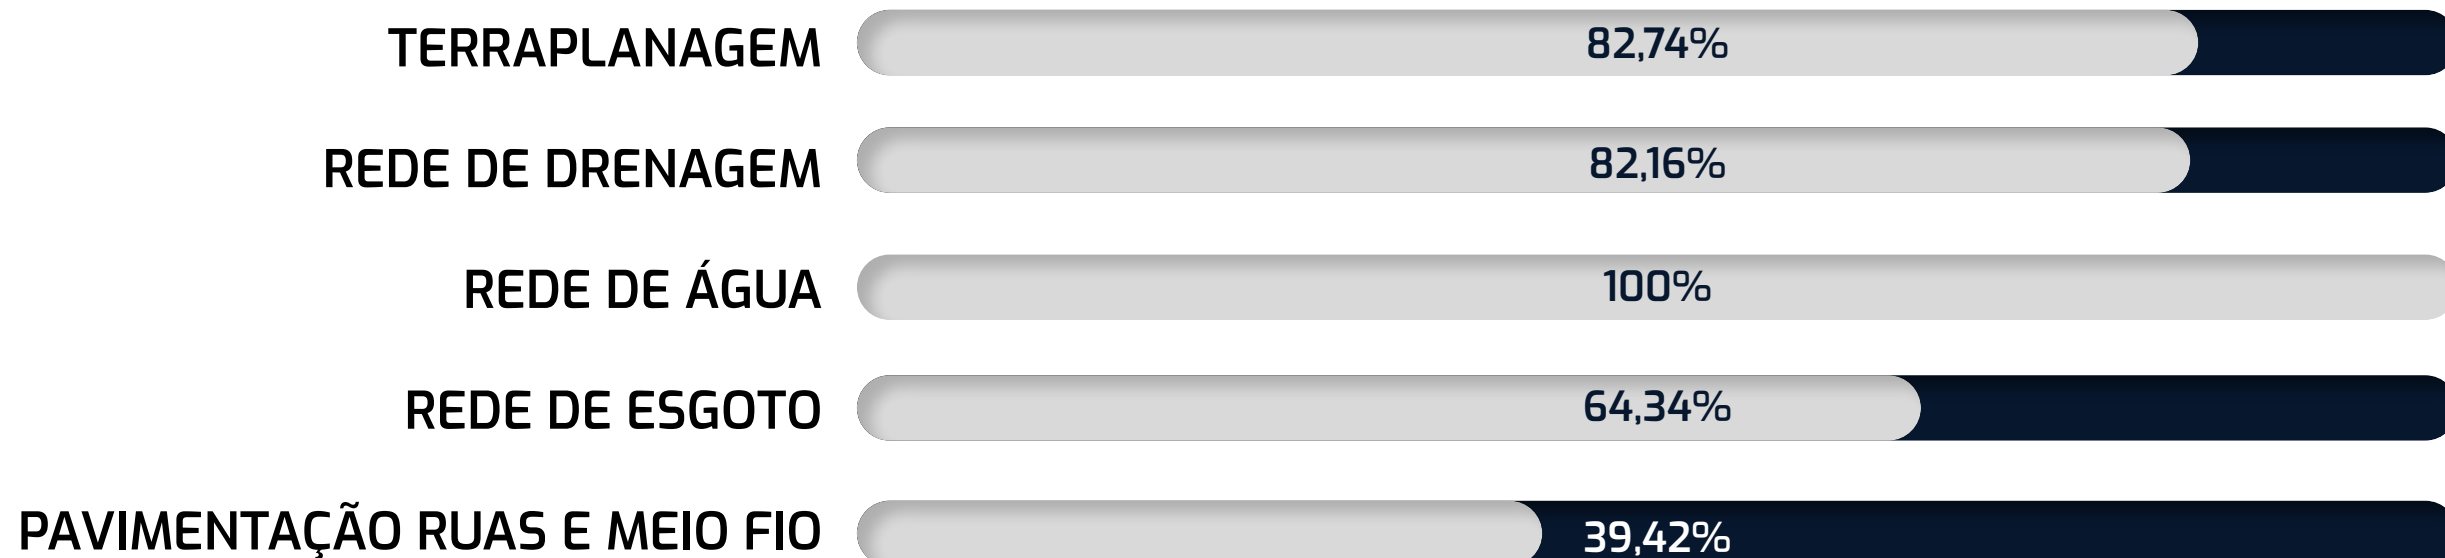 TERRAPLANAGEM 82,74%
REDE DE DRENAGEM 82,16%
REDE DE ÁGUA 100%
REDE DE ESGOTO 64,34%
PAVIMENTAÇÃO RUAS E MEIO FIO 39,42%